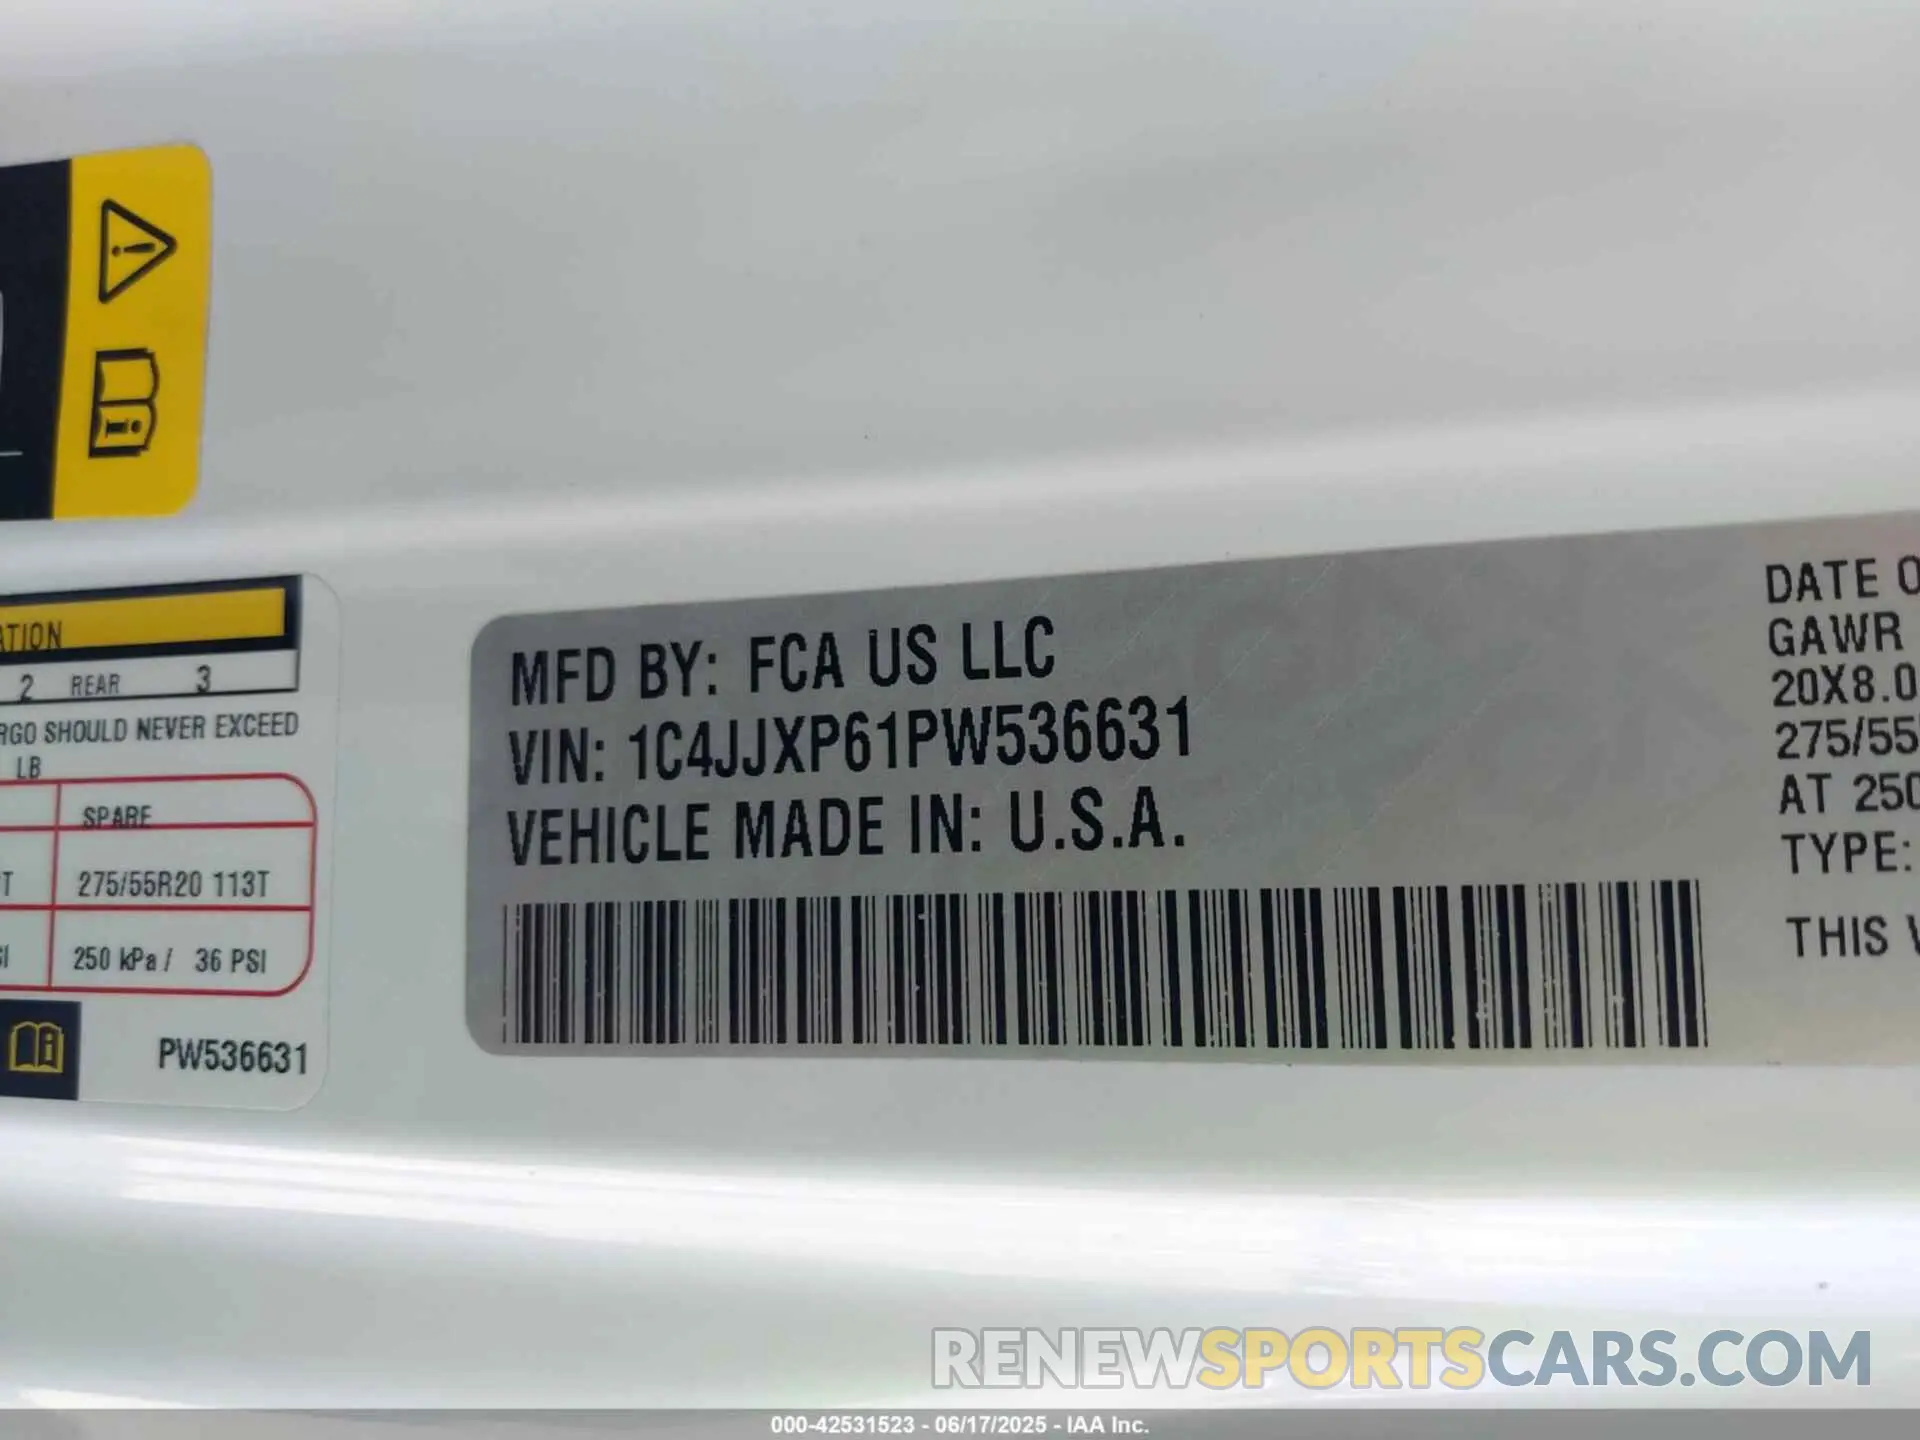 ATION
2 REAR 3
RGO SHOULD NEVER EXCEED
LB
SPARE
T 275/55R20 113T
SI 250 kPa / 36 PSI
PW536631
MFD BY: FCA US LLC
VIN: 1C4JJXP61PW536631
VEHICLE MADE IN: U.S.A.
DATE O
GAWR
20X8.0
275/55
AT 250
TYPE:
THIS V
RENEWSPORTSCARS.COM
000-42531523 - 06/17/2025 - IAA Inc.